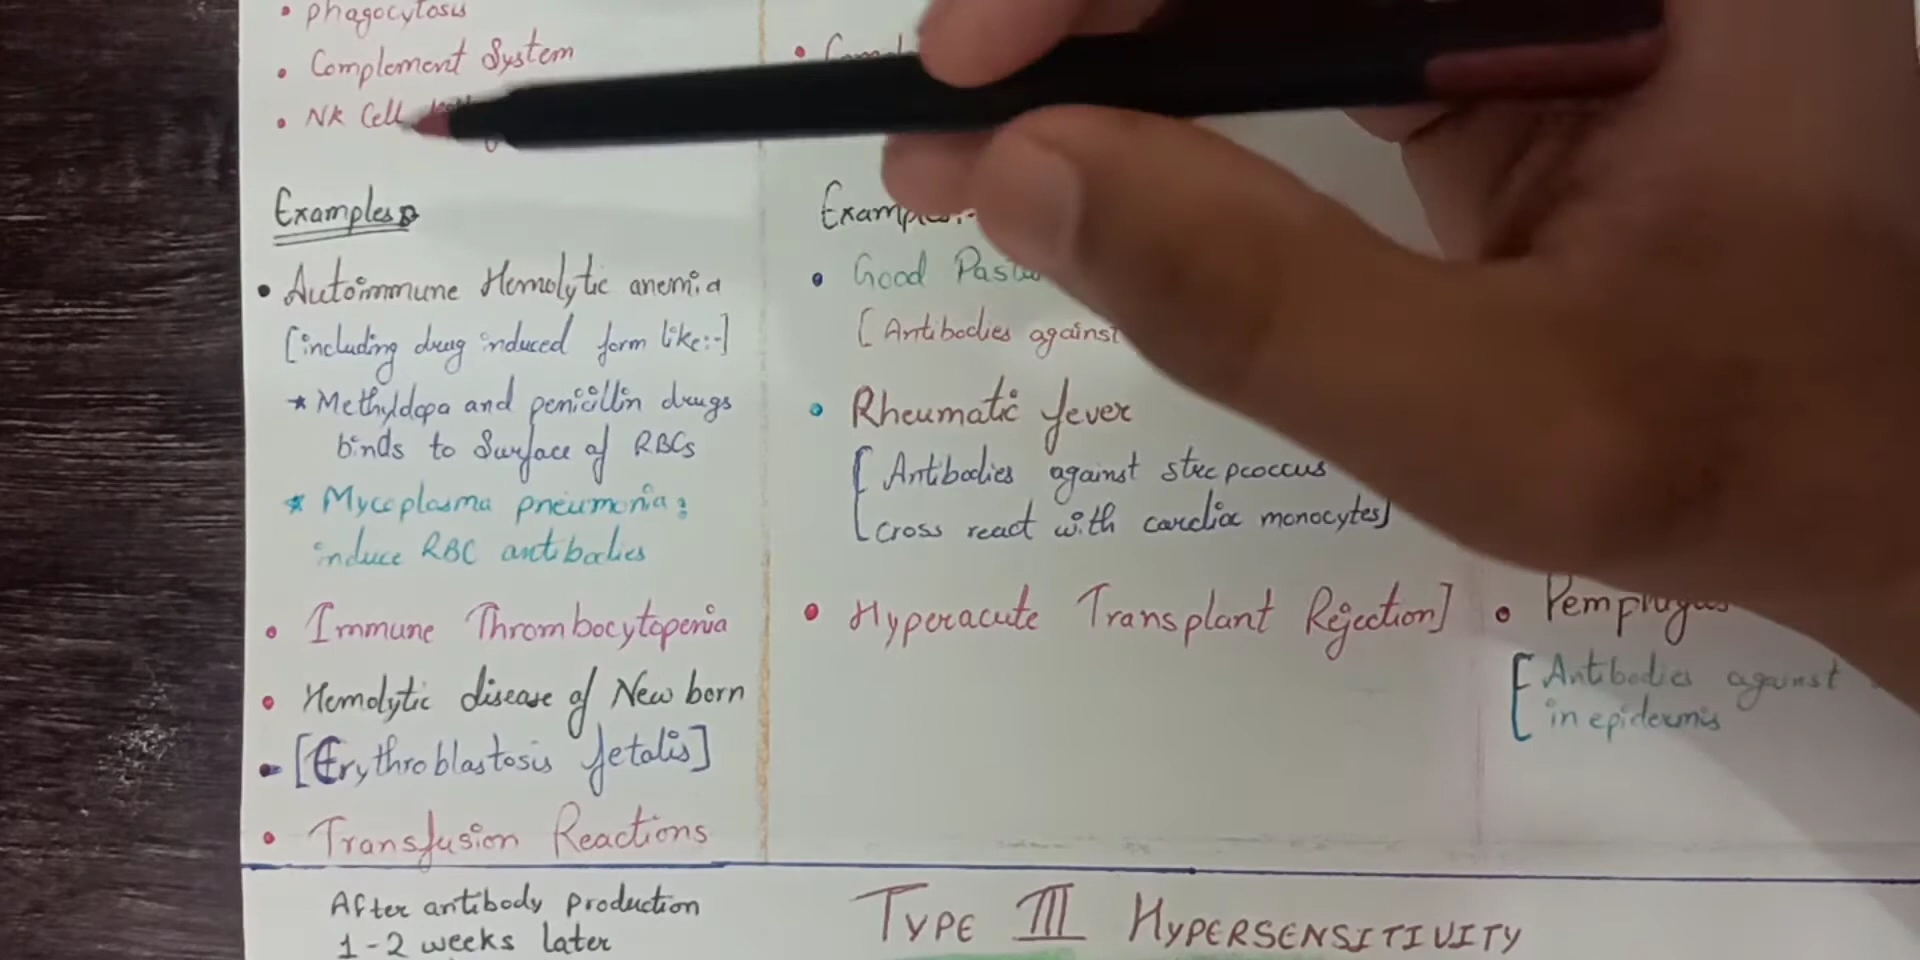 • Phagocytosis
• Complement System
• NK Cell
Examples
• Autoimmune Hemolytic anemia
[including drug induced form like:-]
* Methyldopa and penicillin drugs
binds to Surface of RBCs
* Mycoplasma pneumonia:
induce RBC antibodies
• Immune Thrombocytopenia
• Hemolytic disease of New born
• [Erythroblastosis fetalis]
• Transfusion Reactions
Examples:-
• Good
[Antibodies against
• Rheumatic fever
[Antibodies against strepcoccus
cross react with cardiac monocytes]
• Hyperacute Transplant Rejection]
• Pemphigus
[Antibodies against
in epidermis
After antibody production
1-2 weeks later
TYPE III HYPERSENSITIVITY